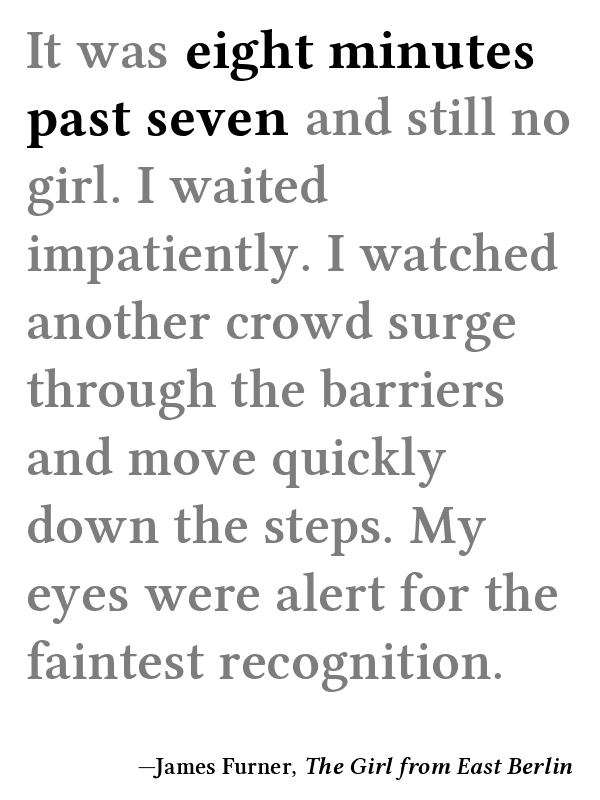 It was eight minutes
past seven and still no
girl. I waited
impatiently. I watched
another crowd surge
through the barriers
and move quickly
down the steps. My
eyes were alert for the
faintest recognition.
—James Furner, The Girl from East Berlin